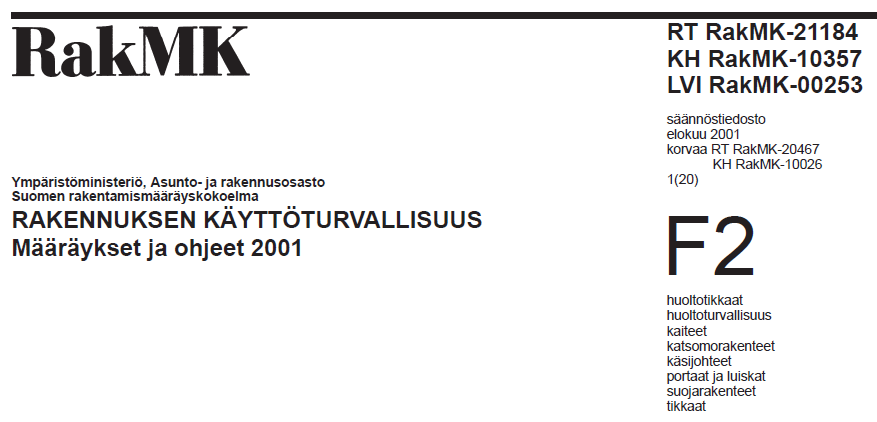 RakMK
RT RakMK-21184
KH RakMK-10357
LVI RakMK-00253
säännöstiedosto
elokuu 2001
korvaa RT RakMK-20467
KH RakMK-10026
1(20)
Ympäristöministeriö, Asunto- ja rakennusosasto
Suomen rakentamismääräyskokoelma
RAKENNUKSEN KÄYTTÖTURVALLISUUS
Määräykset ja ohjeet 2001
F2
huoltotikkaat
huoltoturvallisuus
kaiteet
katsomorakenteet
käsijohteet
portaat ja luiskat
suojarakenteet
tikkaat